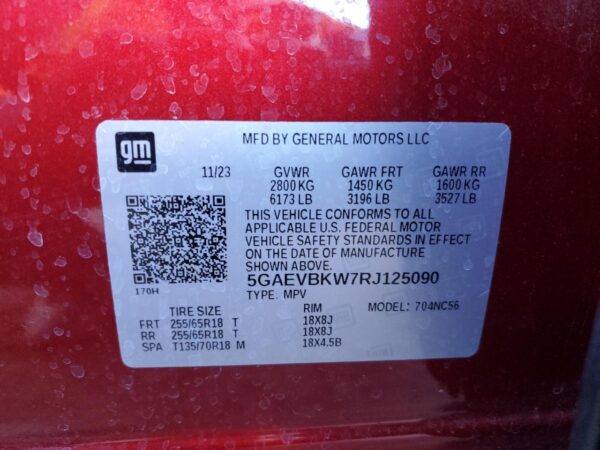 gm
MFD BY GENERAL MOTORS LLC
11/23 GVWR GAWR FRT GAWR RR
2800 KG 1450 KG 1600 KG
6173 LB 3196 LB 3527 LB
THIS VEHICLE CONFORMS TO ALL
APPLICABLE U.S. FEDERAL MOTOR
VEHICLE SAFETY STANDARDS IN EFFECT
ON THE DATE OF MANUFACTURE
SHOWN ABOVE.
170H
5GAEVBKW7RJ125090
TYPE: MPV MODEL: 704NC56
TIRE SIZE RIM
FRT 255/65R18 T 18X8J
RR 255/65R18 T 18X8J
SPA T135/70R18 M 18X4.5B